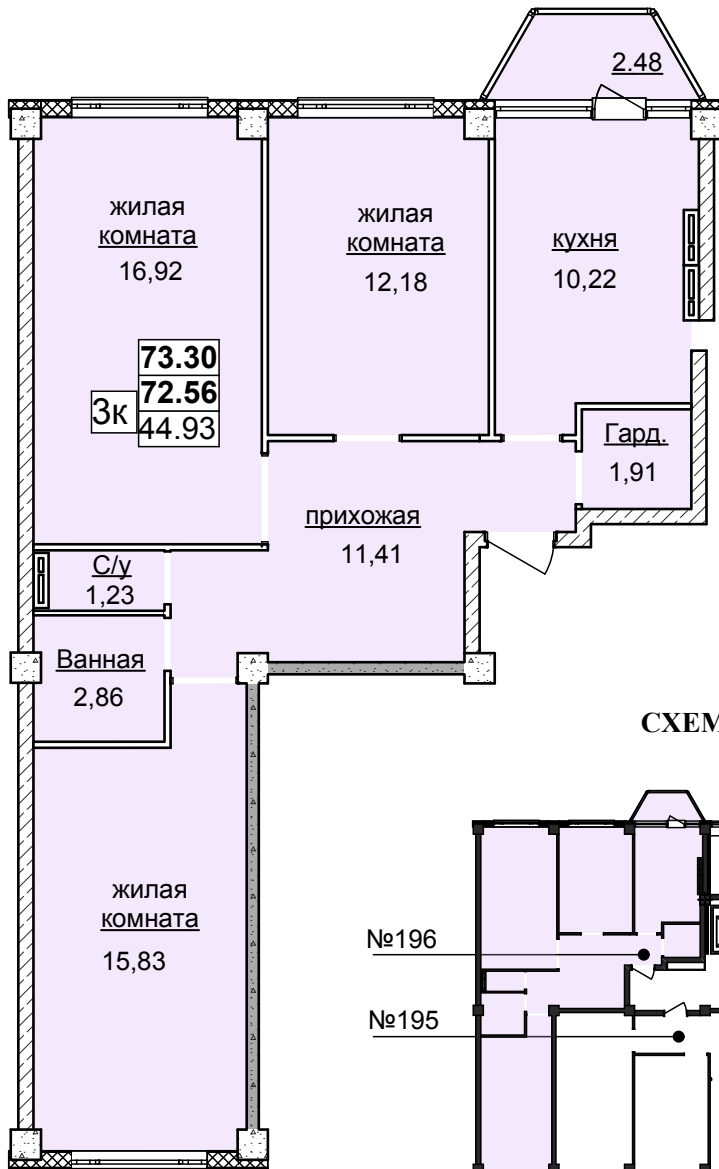 2.48
жилая
комната
16,92
жилая
комната
12,18
кухня
10,22
73.30
72.56
3к
44.93
Гард.
1,91
прихожая
11,41
С/у
1,23
Ванная
2,86
СХЕМ
жилая
комната
15,83
№196
№195